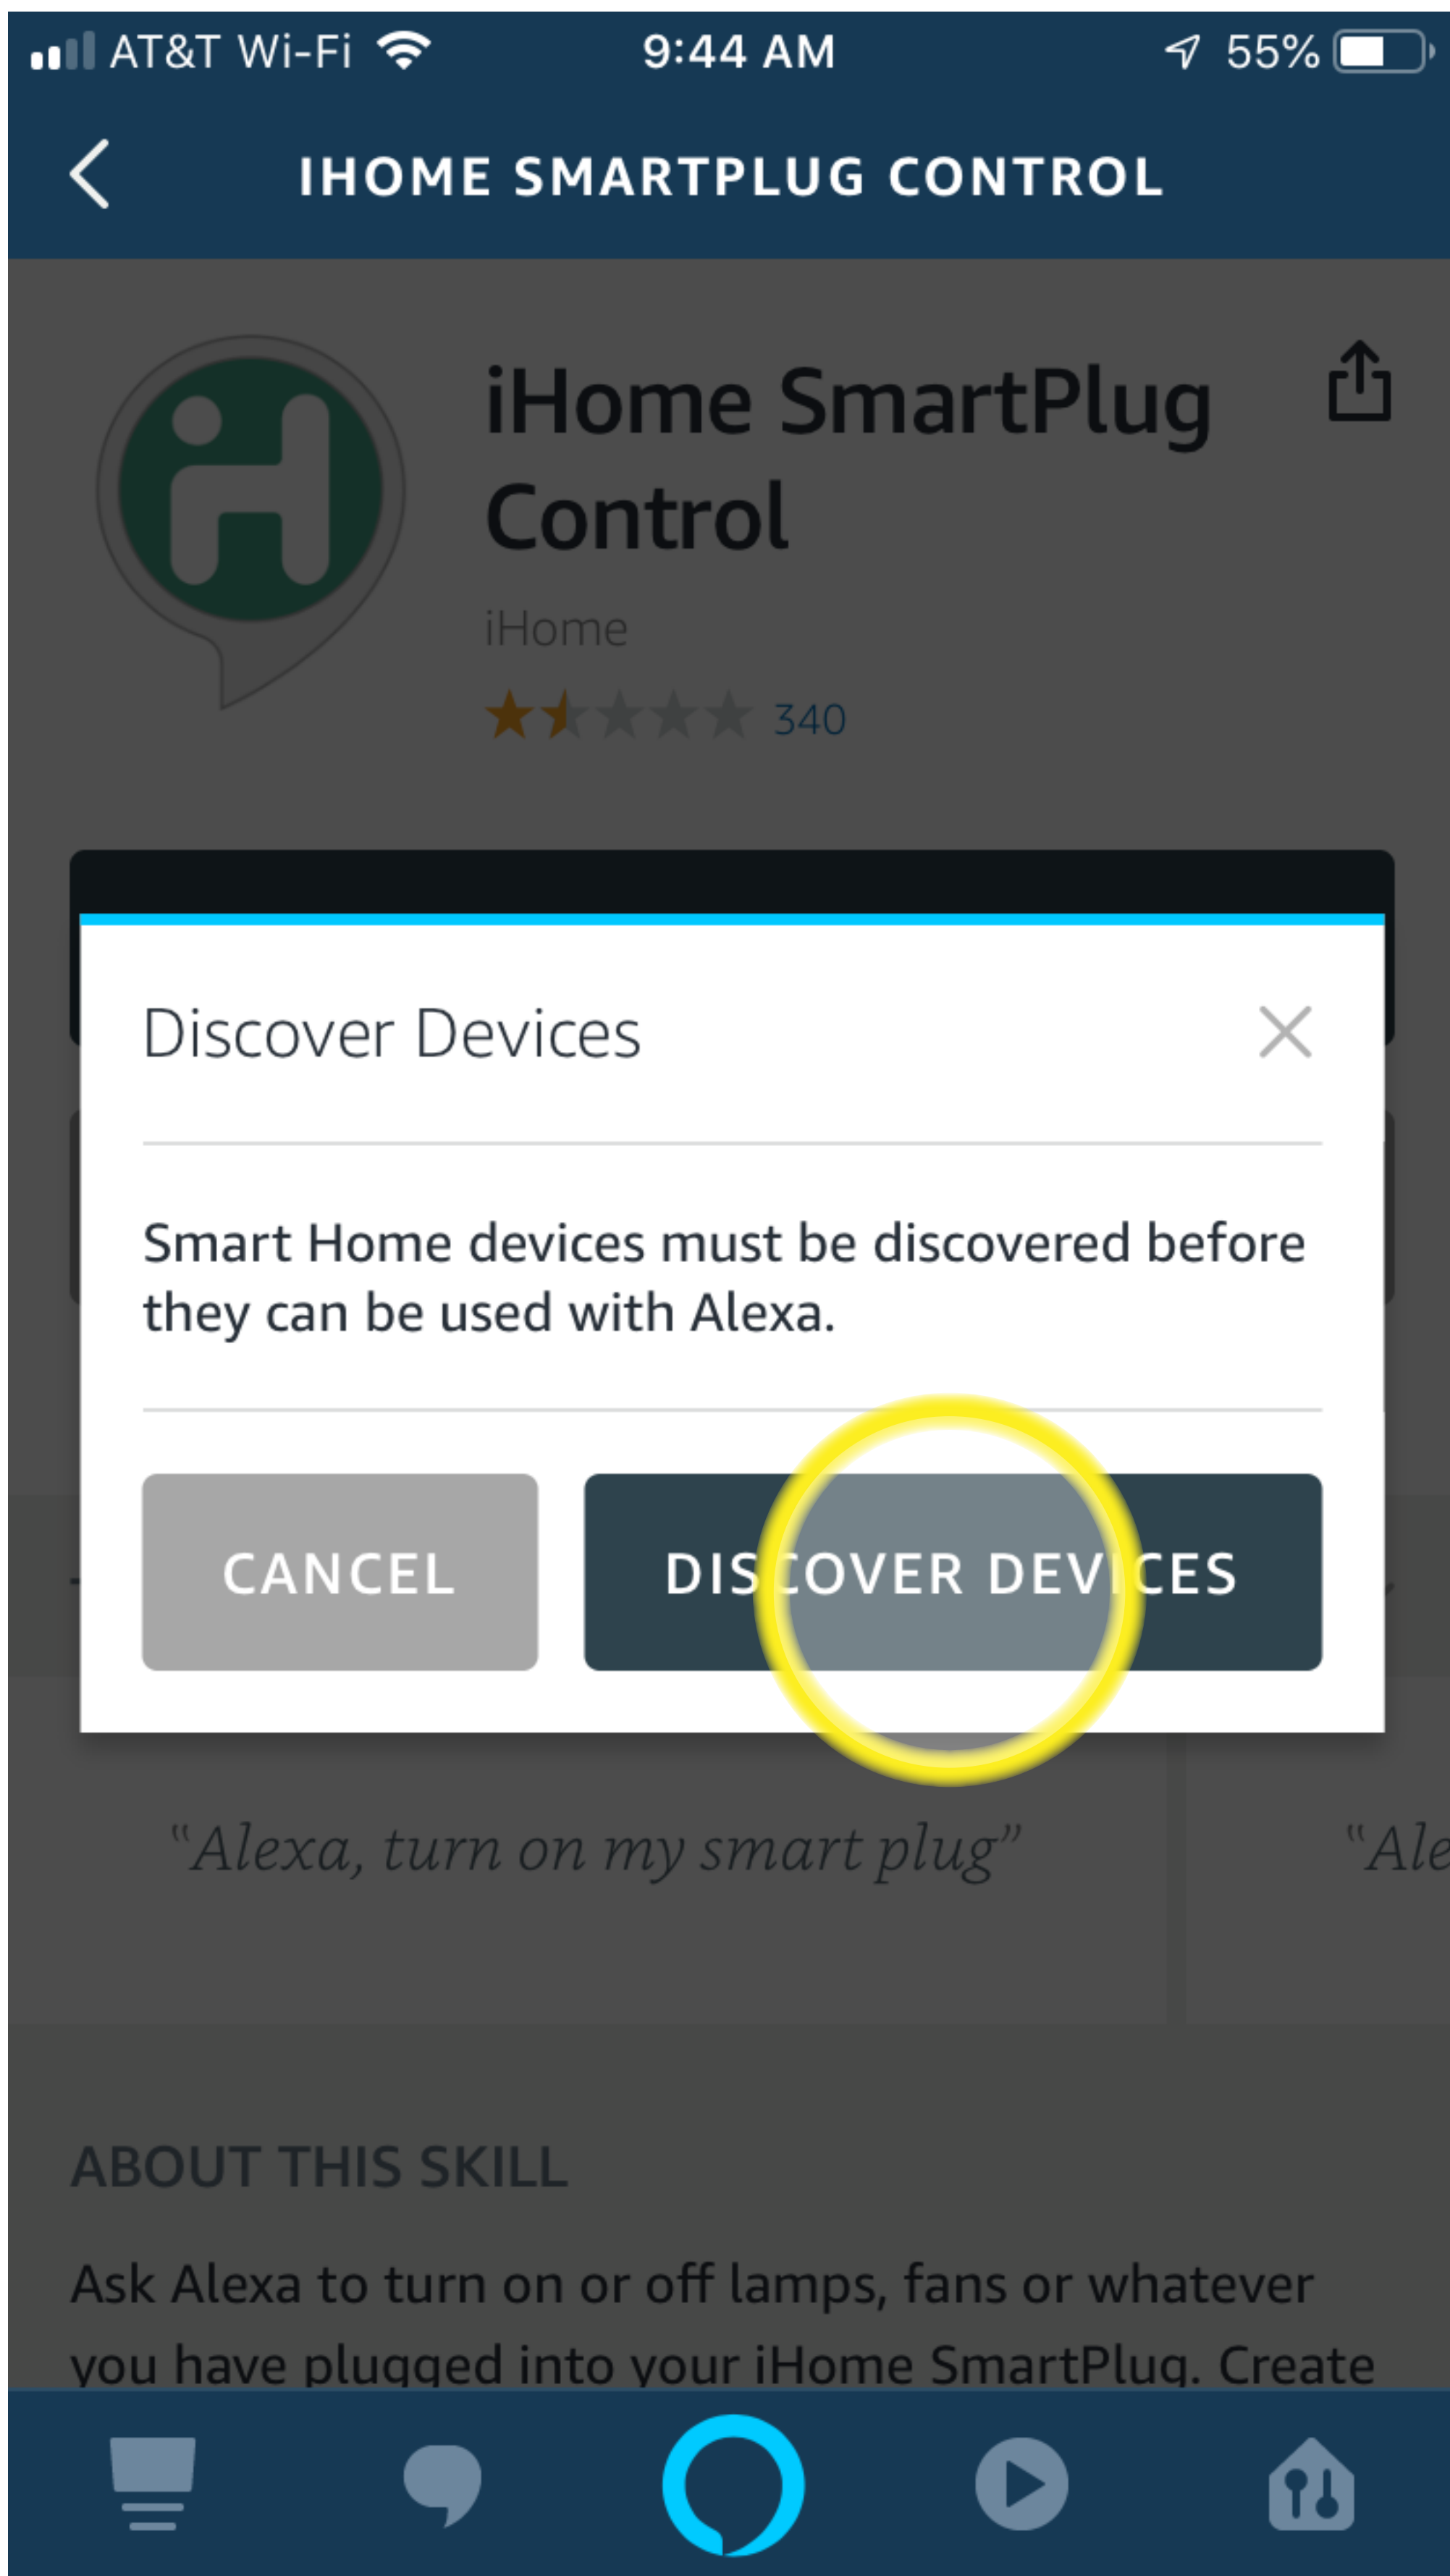 AT&T Wi-Fi 9:44 AM 55%
IHOME SMARTPLUG CONTROL
iHome SmartPlug
Control
iHome
340
Discover Devices
Smart Home devices must be discovered before
they can be used with Alexa.
CANCEL DISCOVER DEVICES
“Alexa, turn on my smart plug” “Ale
ABOUT THIS SKILL
Ask Alexa to turn on or off lamps, fans or whatever
you have plugged into your iHome SmartPlug. Create